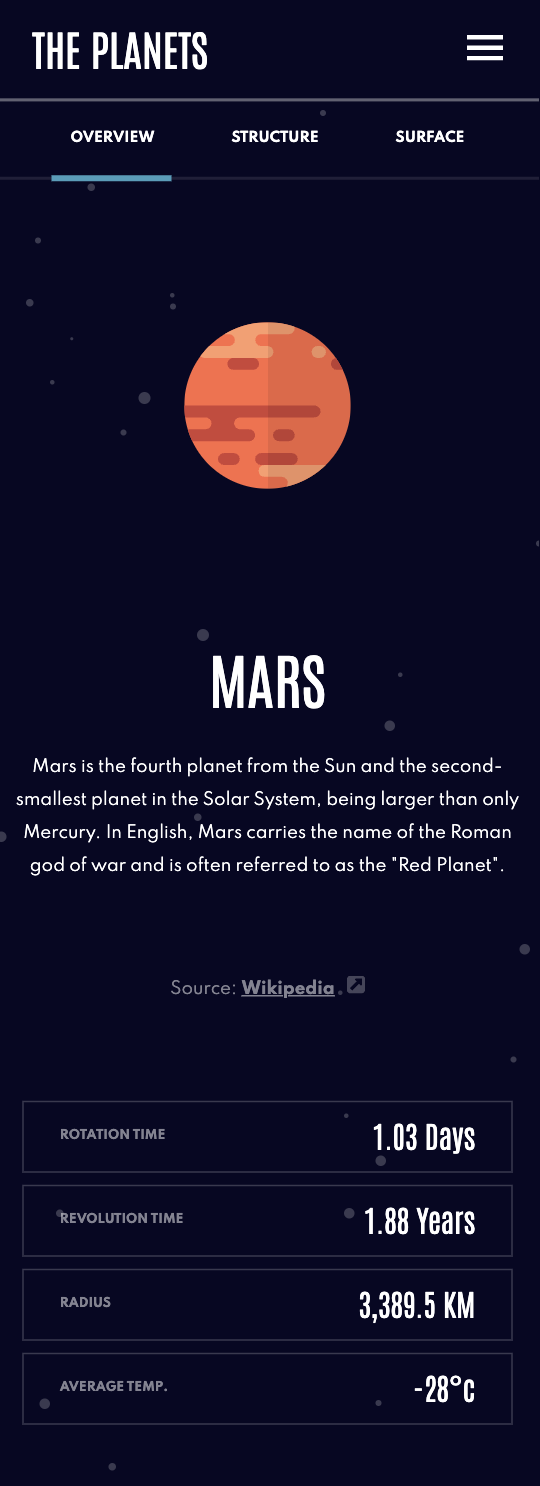 THE PLANETS
OVERVIEW STRUCTURE SURFACE
MARS
Mars is the fourth planet from the Sun and the second-
smallest planet in the Solar System, being larger than only
Mercury. In English, Mars carries the name of the Roman
god of war and is often referred to as the "Red Planet".
Source: Wikipedia
ROTATION TIME 1.03 Days
REVOLUTION TIME 1.88 Years
RADIUS 3,389.5 KM
AVERAGE TEMP. -28°c